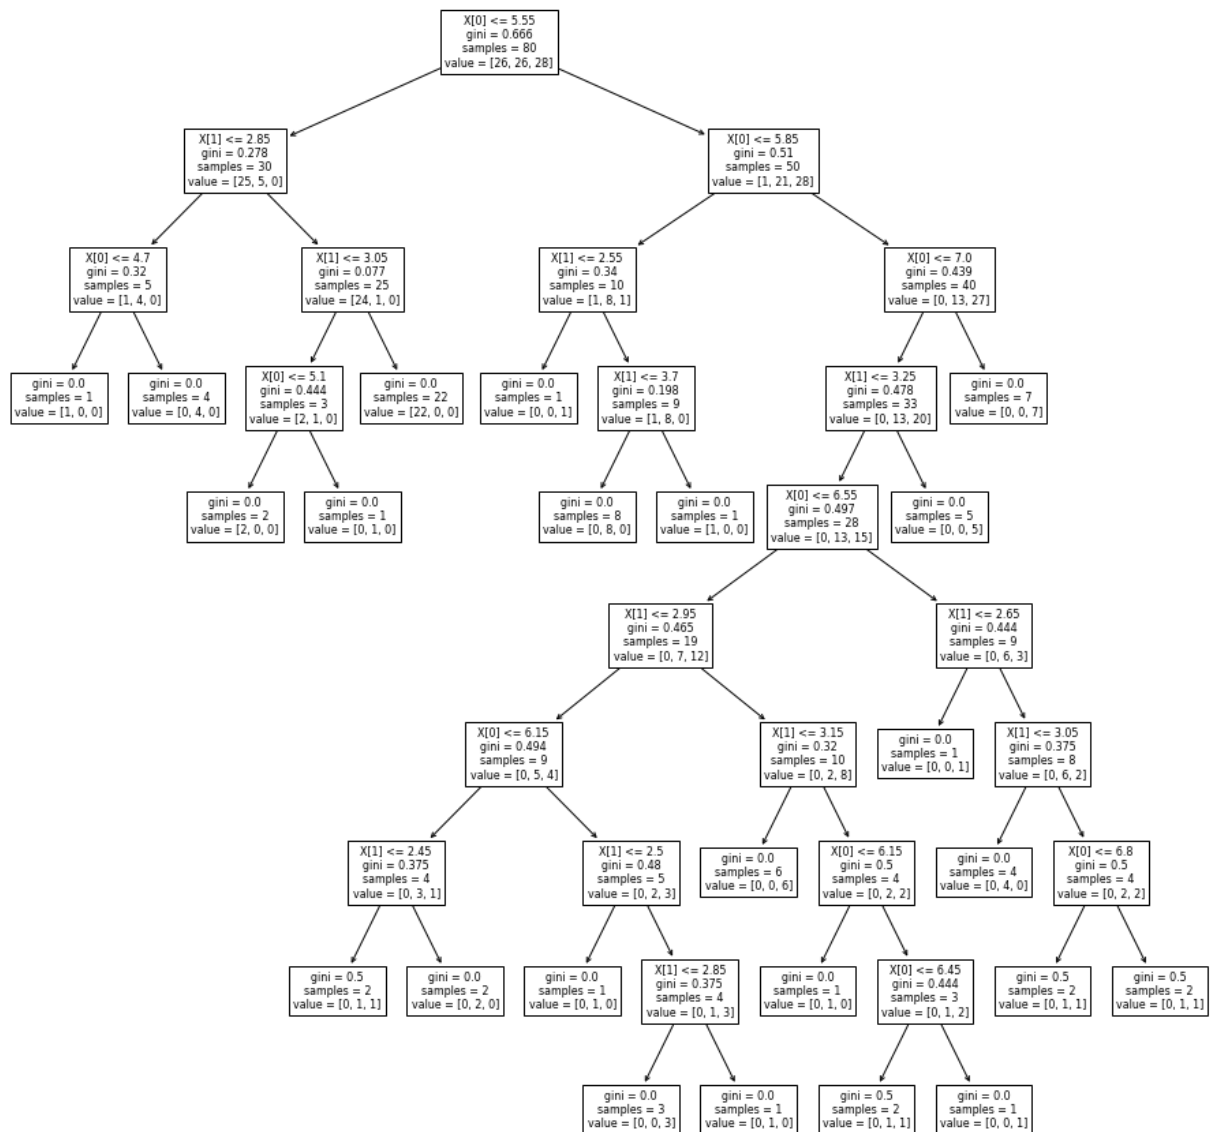 X[0] <= 5.55
gini = 0.666
samples = 80
value = [26, 26, 28]
X[1] <= 2.85
gini = 0.278
samples = 30
value = [25, 5, 0]
X[0] <= 5.85
gini = 0.51
samples = 50
value = [1, 21, 28]
X[0] <= 4.7
gini = 0.32
samples = 5
value = [1, 4, 0]
X[1] <= 3.05
gini = 0.077
samples = 25
value = [24, 1, 0]
X[1] <= 2.55
gini = 0.34
samples = 10
value = [1, 8, 1]
X[0] <= 7.0
gini = 0.439
samples = 40
value = [0, 13, 27]
gini = 0.0
samples = 1
value = [1, 0, 0]
gini = 0.0
samples = 4
value = [0, 4, 0]
X[0] <= 5.1
gini = 0.444
samples = 3
value = [2, 1, 0]
gini = 0.0
samples = 22
value = [22, 0, 0]
gini = 0.0
samples = 1
value = [0, 0, 1]
X[1] <= 3.7
gini = 0.198
samples = 9
value = [1, 8, 0]
X[1] <= 3.25
gini = 0.478
samples = 33
value = [0, 13, 20]
gini = 0.0
samples = 7
value = [0, 0, 7]
gini = 0.0
samples = 2
value = [2, 0, 0]
gini = 0.0
samples = 1
value = [0, 1, 0]
gini = 0.0
samples = 8
value = [0, 8, 0]
gini = 0.0
samples = 1
value = [1, 0, 0]
X[0] <= 6.55
gini = 0.497
samples = 28
value = [0, 13, 15]
gini = 0.0
samples = 5
value = [0, 0, 5]
X[1] <= 2.95
gini = 0.465
samples = 19
value = [0, 7, 12]
X[1] <= 2.65
gini = 0.444
samples = 9
value = [0, 6, 3]
X[0] <= 6.15
gini = 0.494
samples = 9
value = [0, 5, 4]
X[1] <= 3.15
gini = 0.32
samples = 10
value = [0, 2, 8]
gini = 0.0
samples = 1
value = [0, 0, 1]
X[1] <= 3.05
gini = 0.375
samples = 8
value = [0, 6, 2]
X[1] <= 2.45
gini = 0.375
samples = 4
value = [0, 3, 1]
X[1] <= 2.5
gini = 0.48
samples = 5
value = [0, 2, 3]
gini = 0.0
samples = 6
value = [0, 0, 6]
X[0] <= 6.15
gini = 0.5
samples = 4
value = [0, 2, 2]
gini = 0.0
samples = 4
value = [0, 4, 0]
X[0] <= 6.8
gini = 0.5
samples = 4
value = [0, 2, 2]
gini = 0.5
samples = 2
value = [0, 1, 1]
gini = 0.0
samples = 2
value = [0, 2, 0]
gini = 0.0
samples = 1
value = [0, 1, 0]
X[1] <= 2.85
gini = 0.375
samples = 4
value = [0, 1, 3]
gini = 0.0
samples = 1
value = [0, 1, 0]
X[0] <= 6.45
gini = 0.444
samples = 3
value = [0, 1, 2]
gini = 0.5
samples = 2
value = [0, 1, 1]
gini = 0.5
samples = 2
value = [0, 1, 1]
gini = 0.0
samples = 3
value = [0, 0, 3]
gini = 0.0
samples = 1
value = [0, 1, 0]
gini = 0.5
samples = 2
value = [0, 1, 1]
gini = 0.0
samples = 1
value = [0, 0, 1]